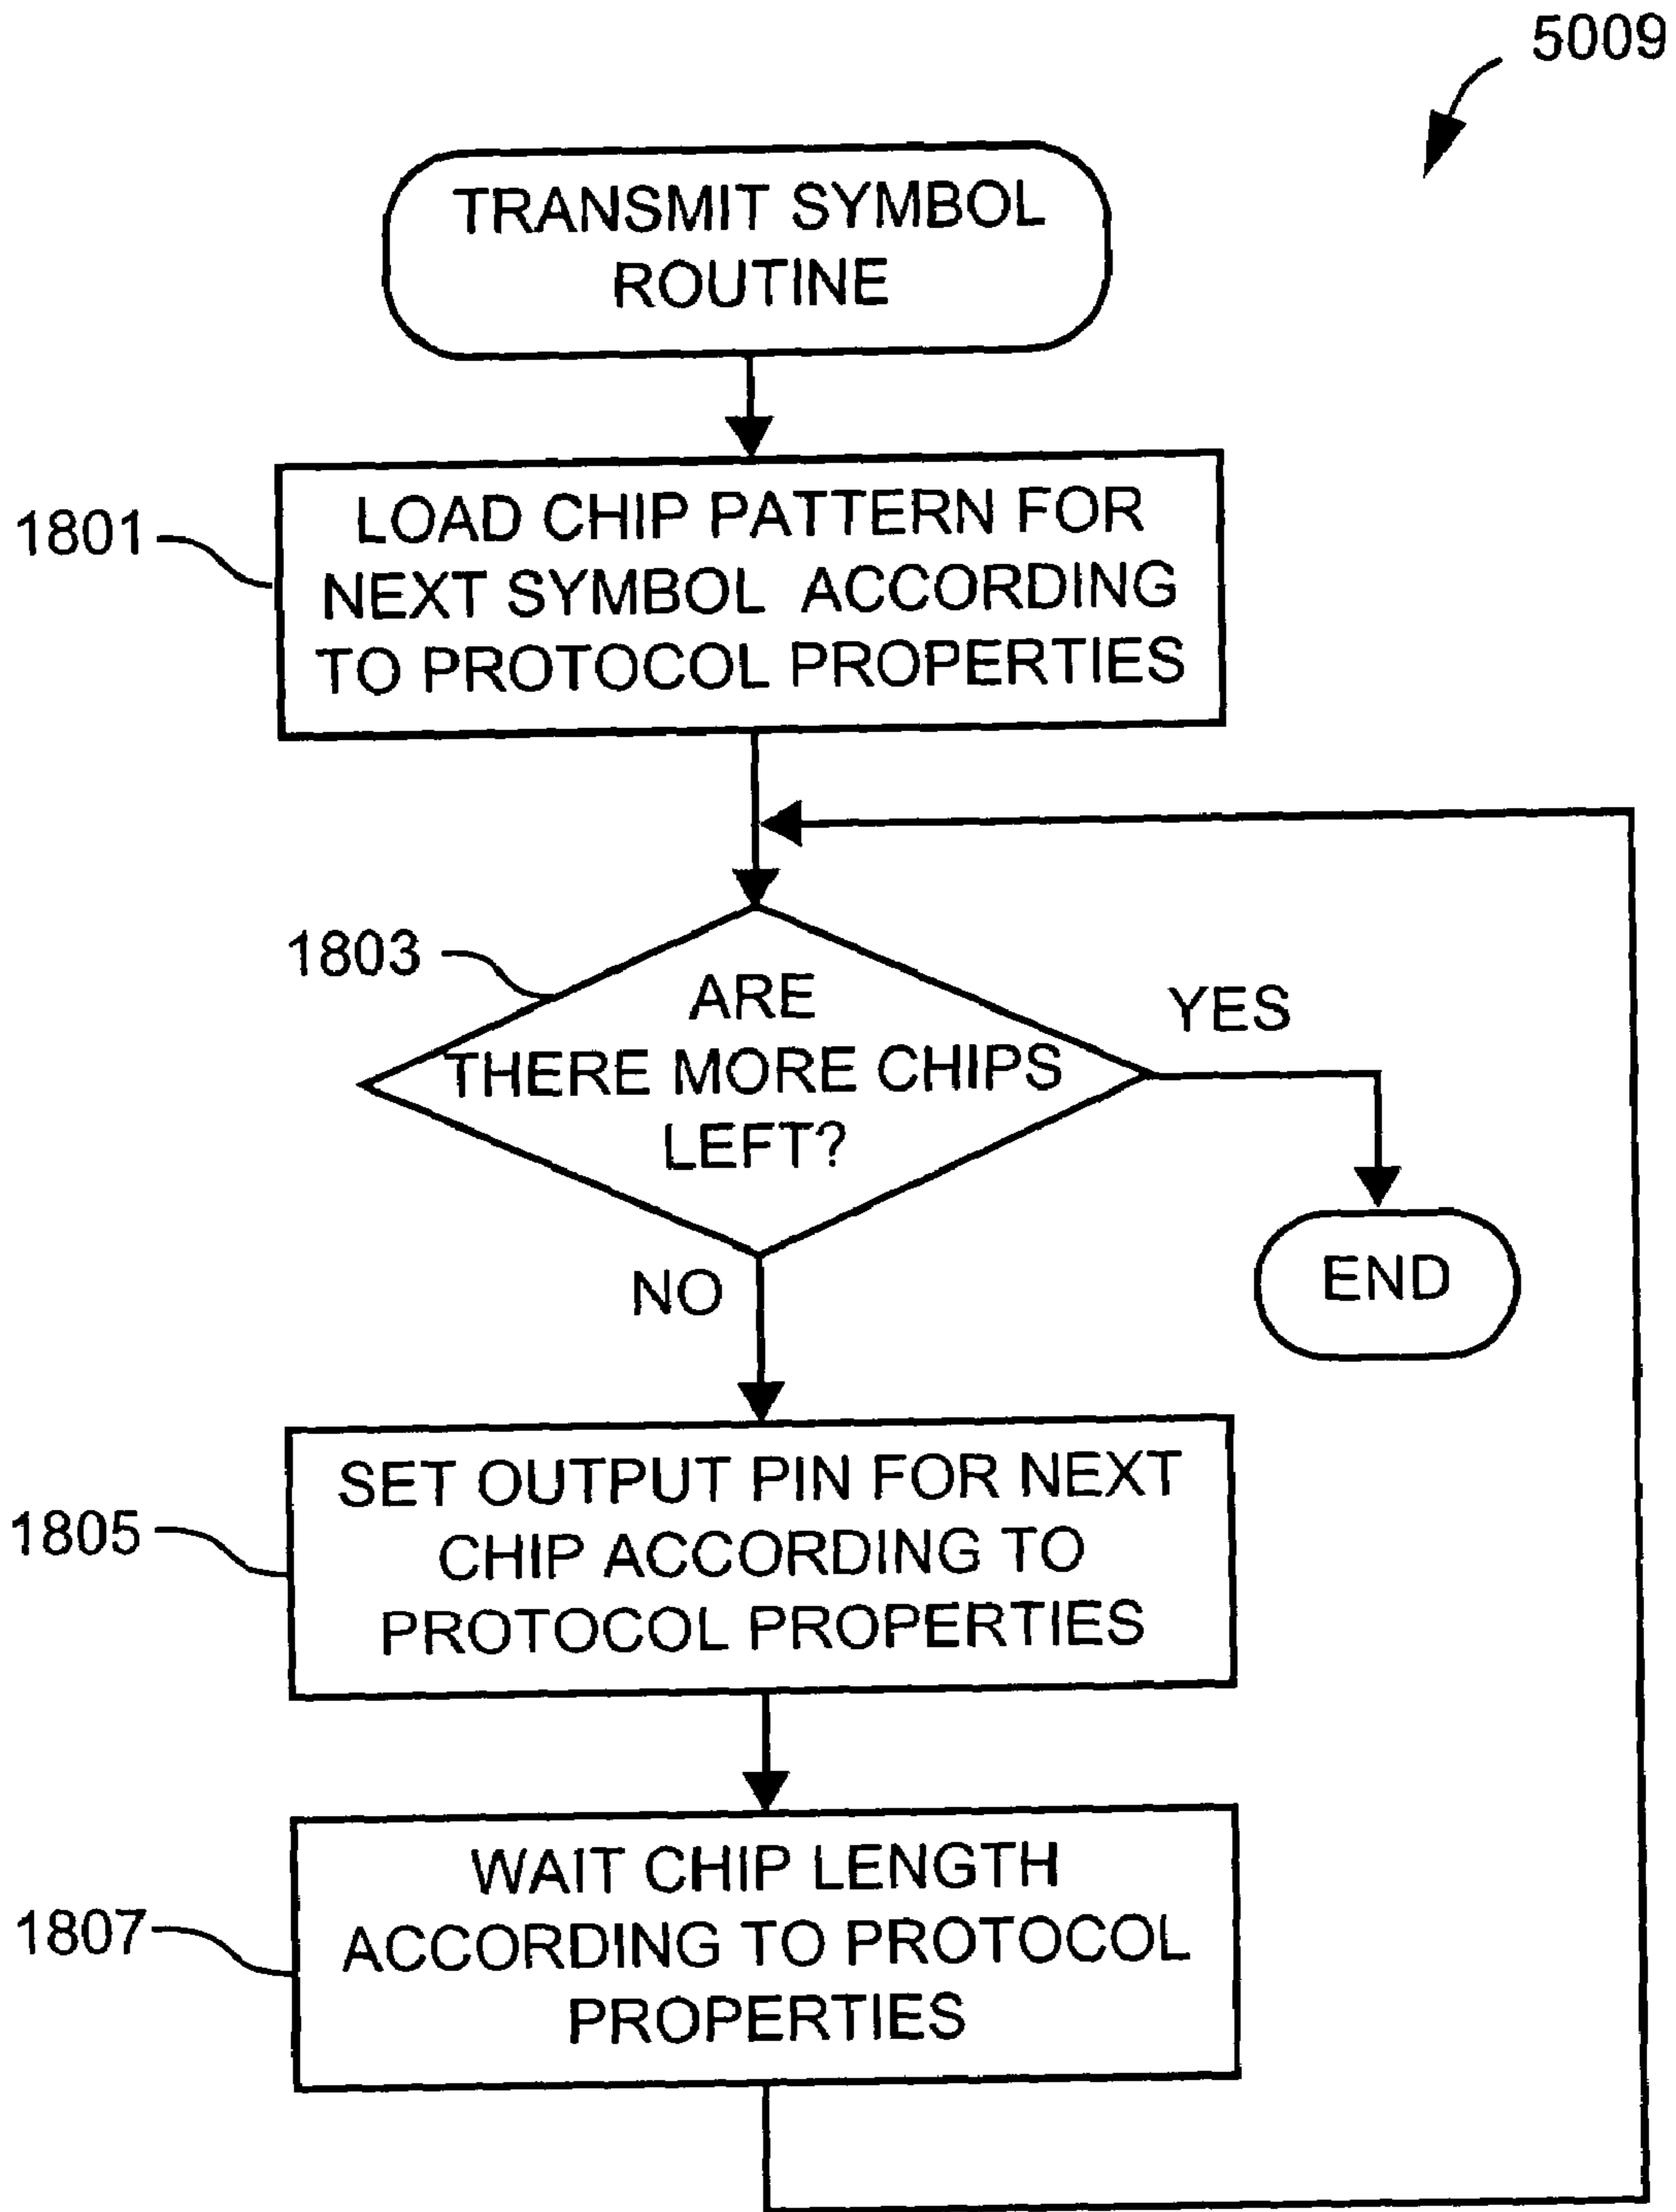 5009
TRANSMIT SYMBOL
ROUTINE
1801
LOAD CHIP PATTERN FOR
NEXT SYMBOL ACCORDING
TO PROTOCOL PROPERTIES
1803
ARE
THERE MORE CHIPS
LEFT?
YES
END
NO
1805
SET OUTPUT PIN FOR NEXT
CHIP ACCORDING TO
PROTOCOL PROPERTIES
1807
WAIT CHIP LENGTH
ACCORDING TO PROTOCOL
PROPERTIES